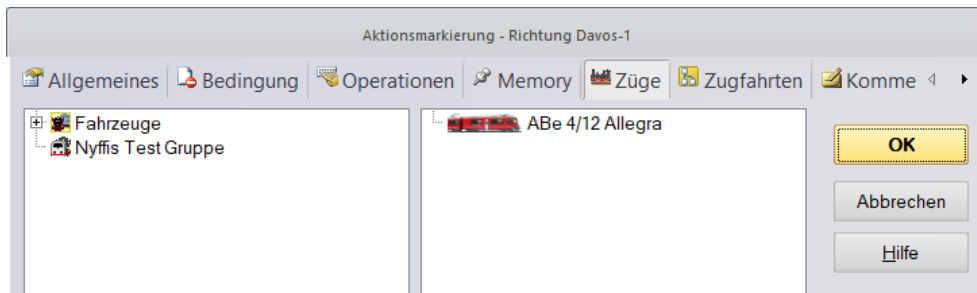 Aktionsmarkierung - Richtung Davos-1
Allgemeines Bedingung Operationen Memory Züge Zugfahrten Komme
Fahrzeuge
Nyffis Test Gruppe
ABe 4/12 Allegra
OK
Abbrechen
Hilfe